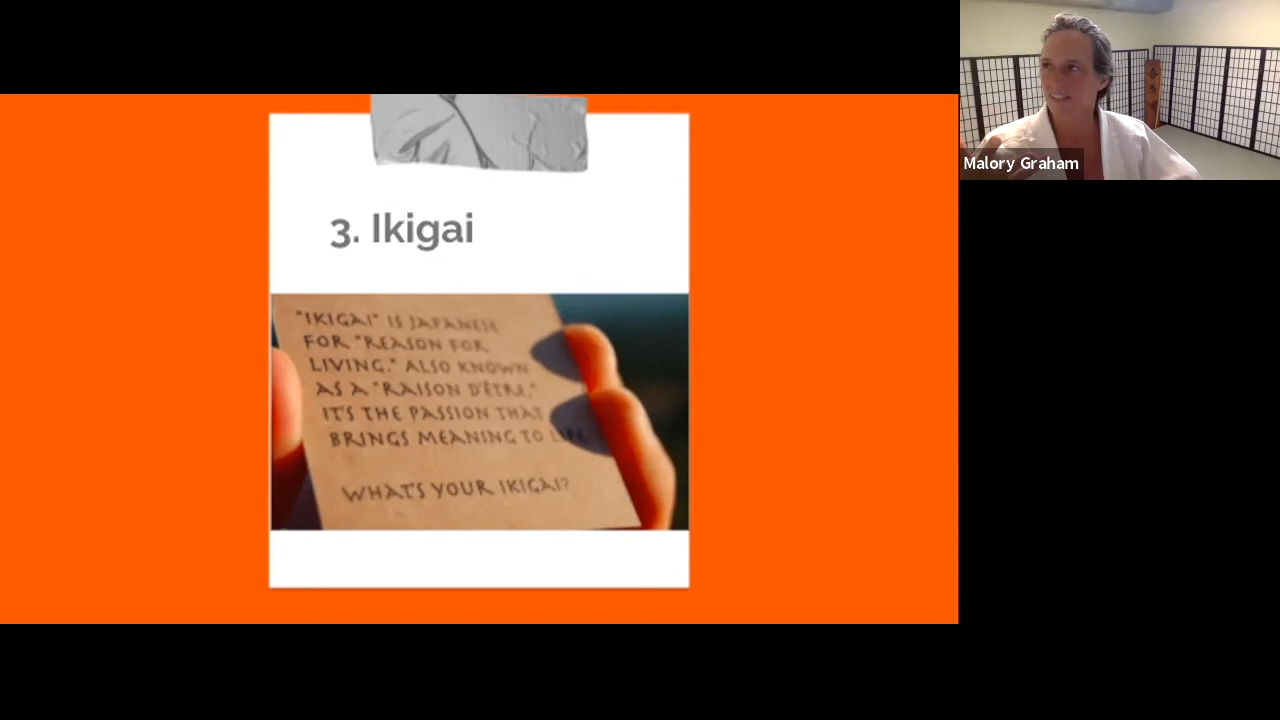 3. Ikigai
"IKIGAI" IS JAPANESE
FOR "REASON FOR
LIVING." ALSO KNOWN
AS A "RAISON D'ÊTRE,"
IT'S THE PASSION THAT
BRINGS MEANING TO LIFE.
WHAT'S YOUR IKIGAI?
Malory Graham